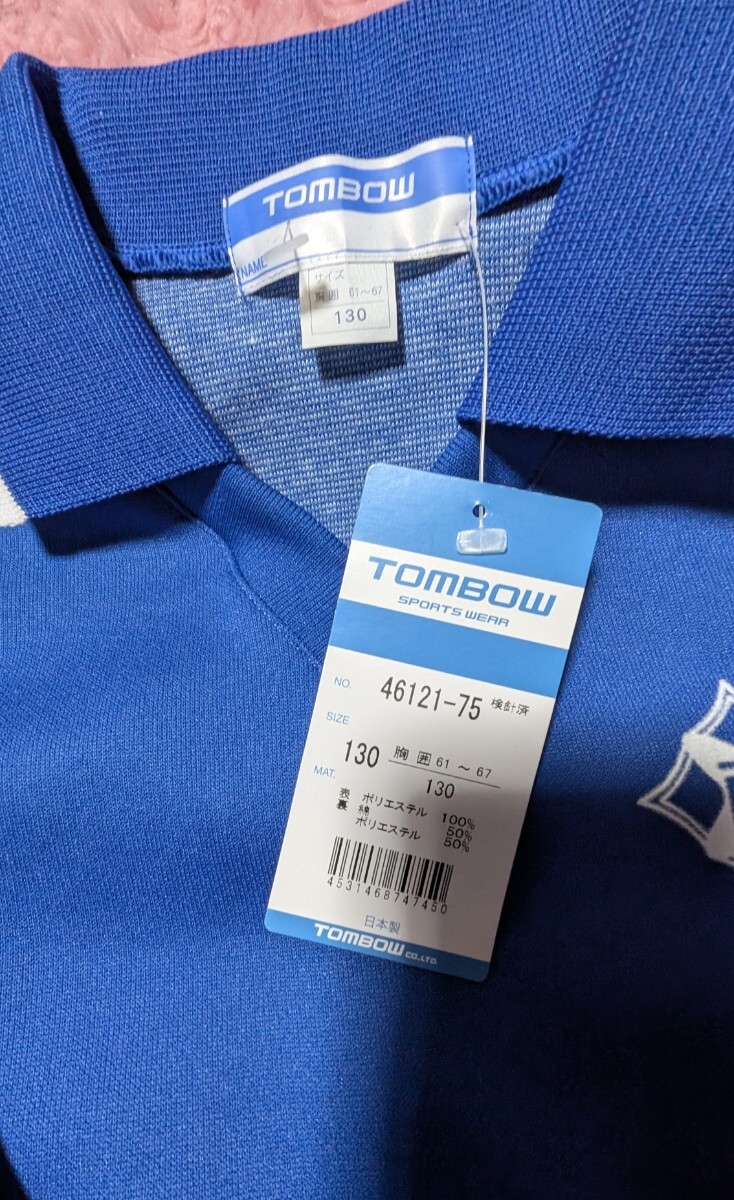 TOMBOW
NAME
サイズ
胸囲 61〜67
130
TOMBOW
SPORTS WEAR
NO. 46121-75 検針済
SIZE
130 胸囲 61 〜 67
130
MAT.
表 ポリエステル 100%
裏 綿 50%
ポリエステル 50%
4531468747450
日本製
TOMBOW CO.,LTD.